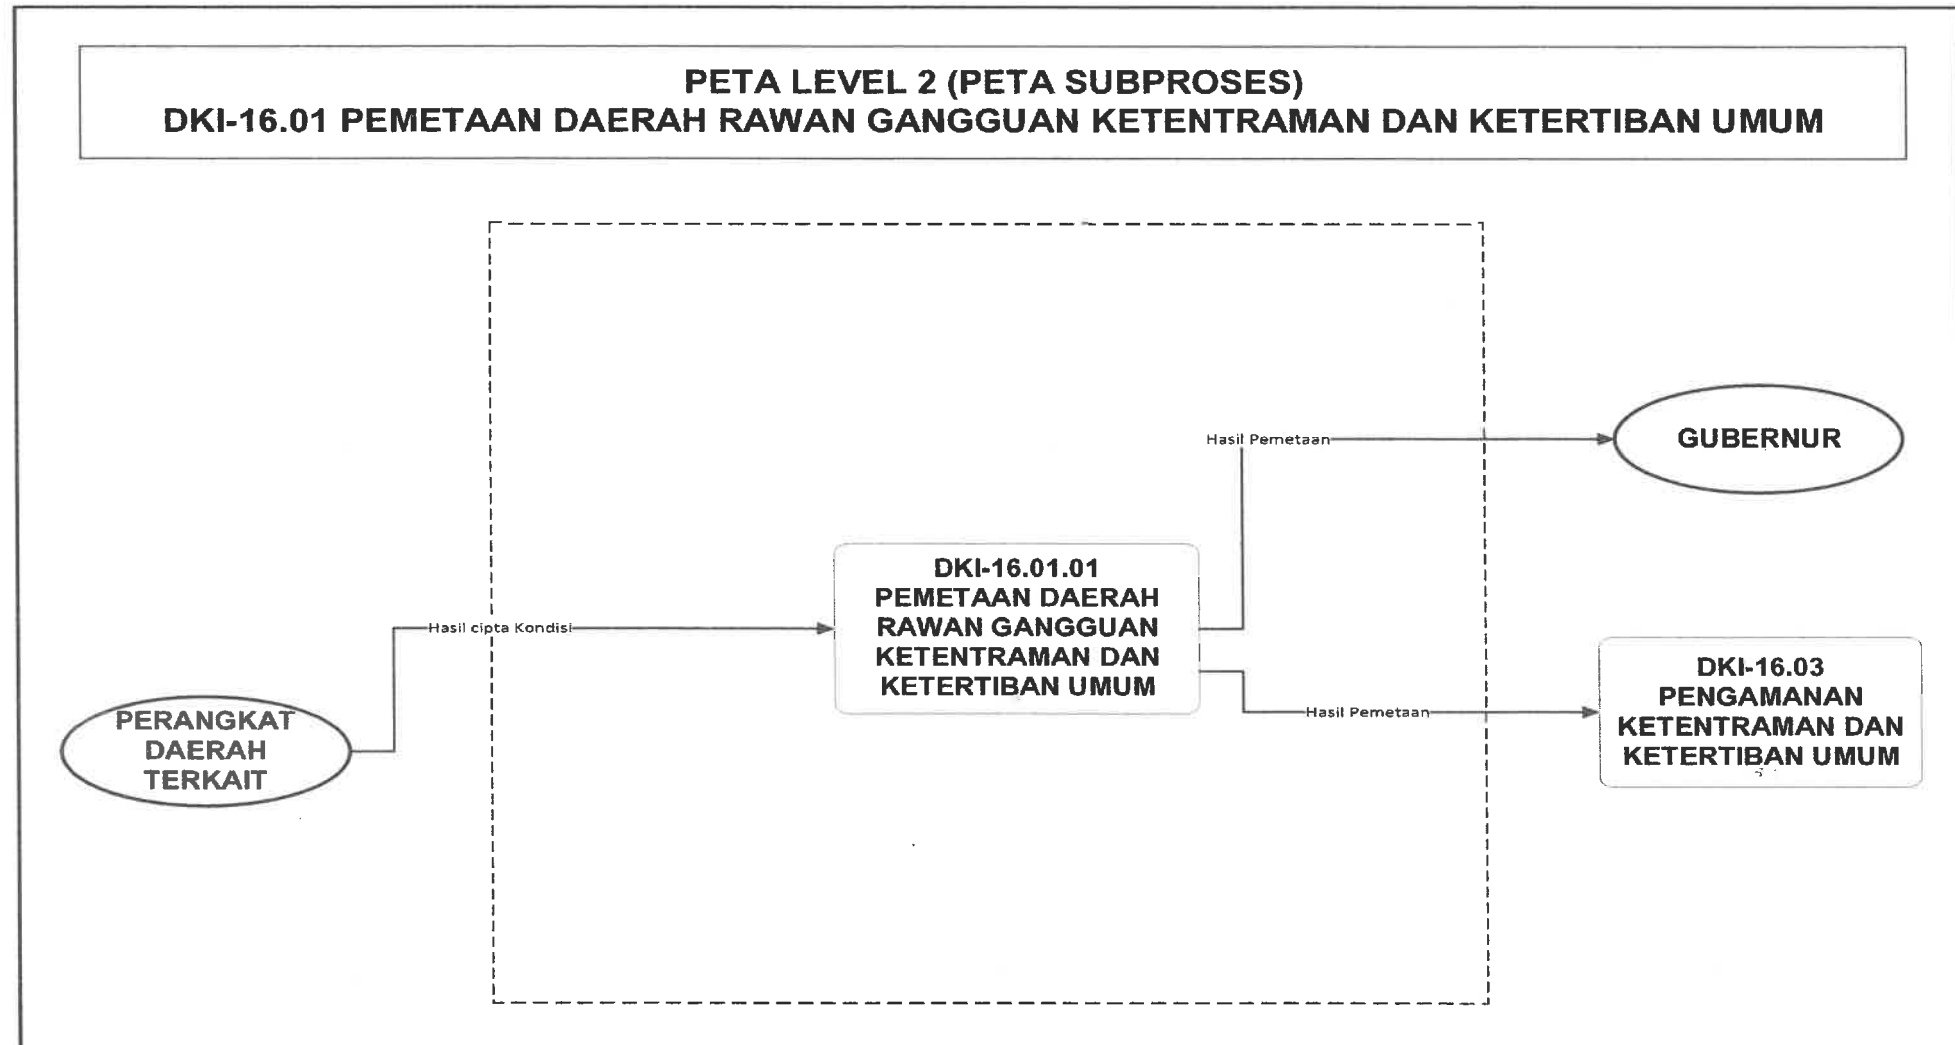 PETA LEVEL 2 (PETA SUBPROSES)
DKI-16.01 PEMETAAN DAERAH RAWAN GANGGUAN KETENTRAMAN DAN KETERTIBAN UMUM
PERANGKAT
DAERAH
TERKAIT
Hasil cipta Kondisi
DKI-16.01.01
PEMETAAN DAERAH
RAWAN GANGGUAN
KETENTRAMAN DAN
KETERTIBAN UMUM
Hasil Pemetaan
GUBERNUR
Hasil Pemetaan
DKI-16.03
PENGAMANAN
KETENTRAMAN DAN
KETERTIBAN UMUM